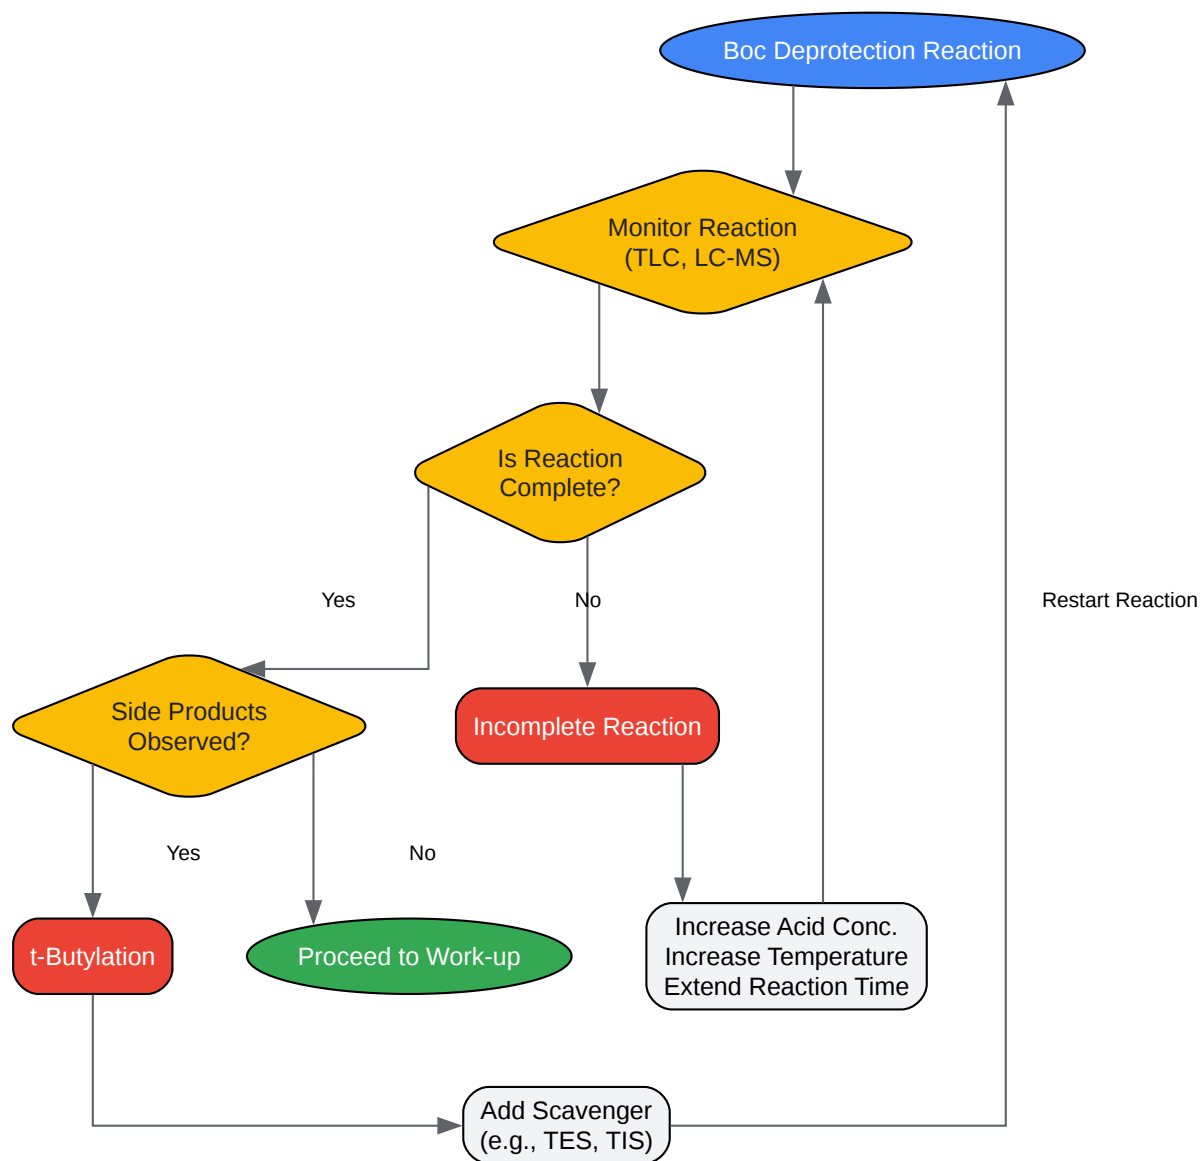 Boc Deprotection Reaction
Monitor Reaction
(TLC, LC-MS)
Is Reaction
Complete?
Yes
No
Restart Reaction
Side Products
Observed?
Incomplete Reaction
Yes
No
t-Butylation
Proceed to Work-up
Increase Acid Conc.
Increase Temperature
Extend Reaction Time
Add Scavenger
(e.g., TES, TIS)